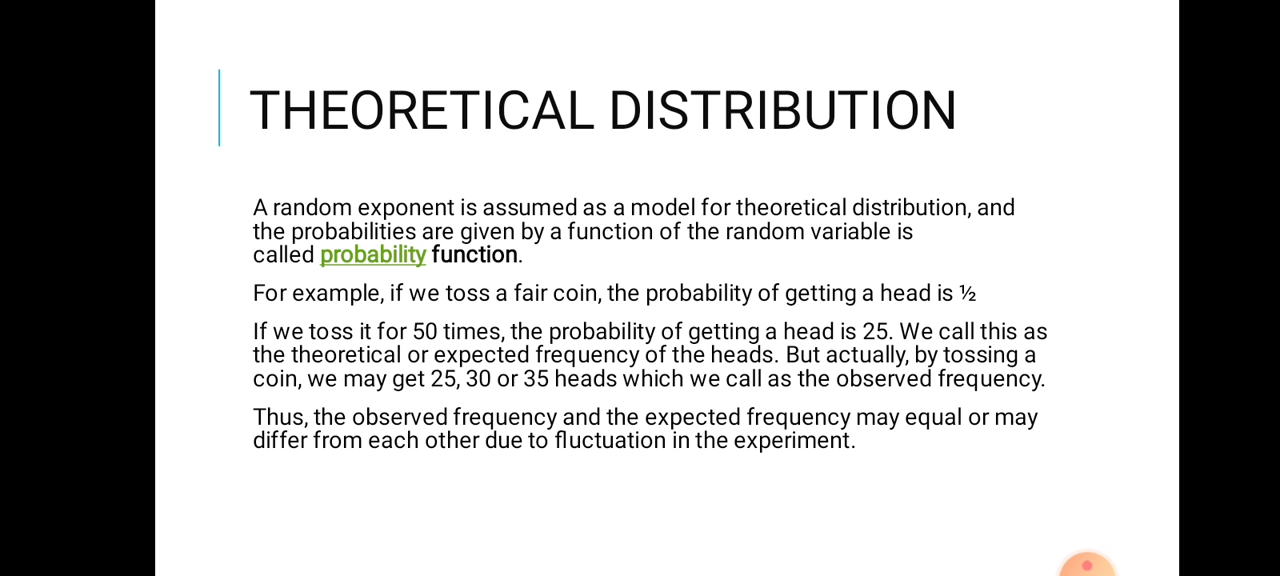 THEORETICAL DISTRIBUTION
A random exponent is assumed as a model for theoretical distribution, and
the probabilities are given by a function of the random variable is
called probability function.
For example, if we toss a fair coin, the probability of getting a head is ½
If we toss it for 50 times, the probability of getting a head is 25. We call this as
the theoretical or expected frequency of the heads. But actually, by tossing a
coin, we may get 25, 30 or 35 heads which we call as the observed frequency.
Thus, the observed frequency and the expected frequency may equal or may
differ from each other due to fluctuation in the experiment.